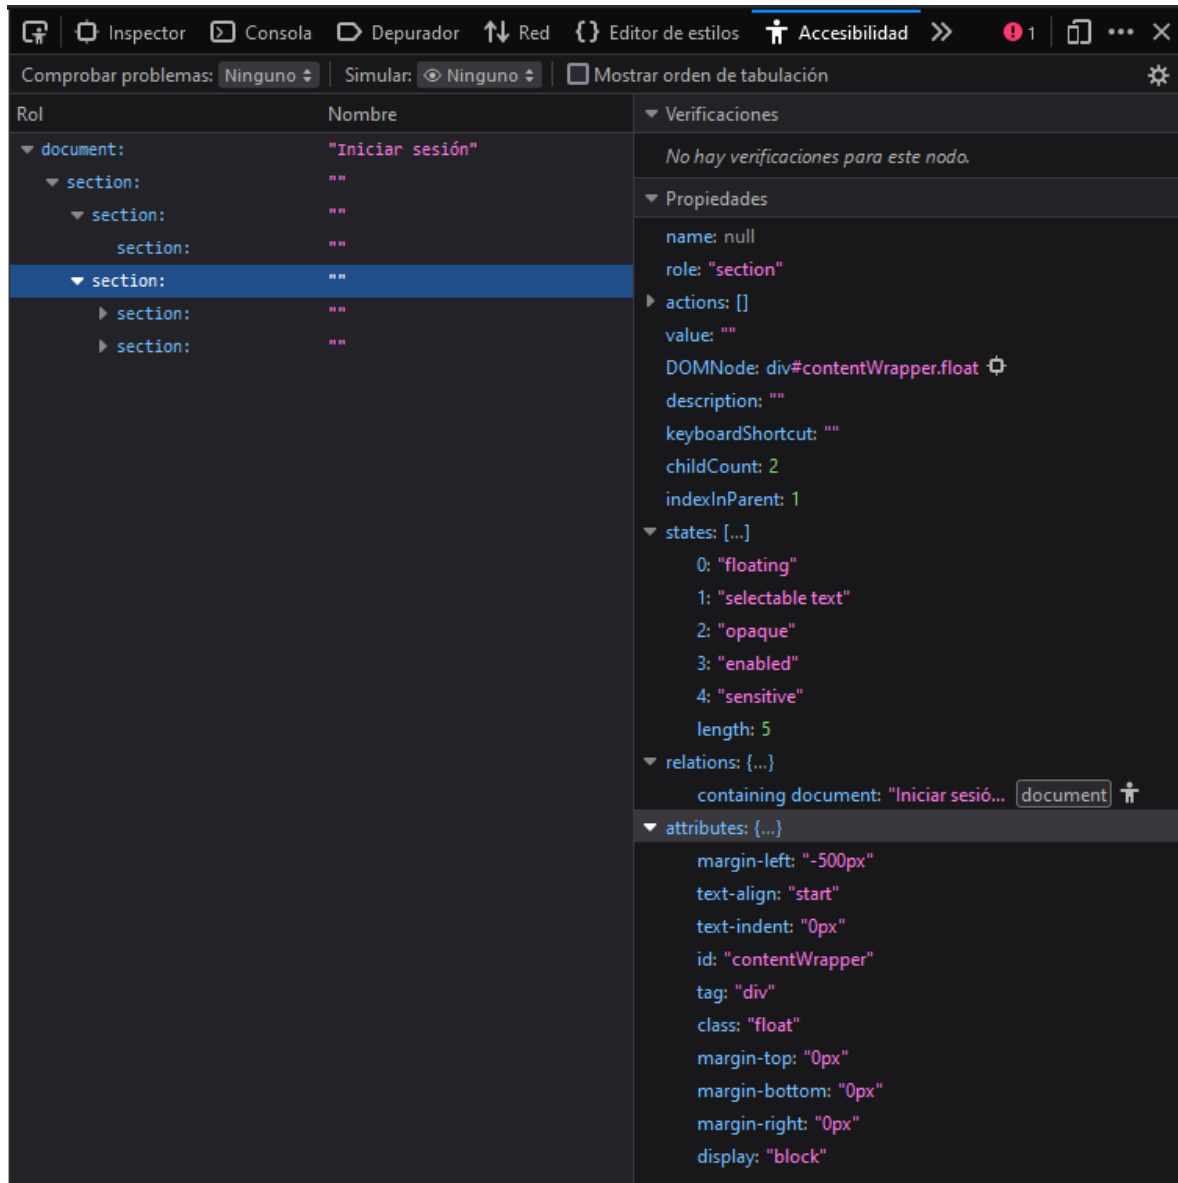 Inspector Consola Depurador Red Editor de estilos Accesibilidad 1
Comprobar problemas: Ninguno Simular: Ninguno Mostrar orden de tabulación
Rol Nombre
document: "Iniciar sesión"
section: ""
section: ""
section: ""
section: ""
section: ""
section: ""
Verificaciones
No hay verificaciones para este nodo.
Propiedades
name: null
role: "section"
actions: []
value: ""
DOMNode: div#contentWrapper.float
description: ""
keyboardShortcut: ""
childCount: 2
indexInParent: 1
states: [...]
0: "floating"
1: "selectable text"
2: "opaque"
3: "enabled"
4: "sensitive"
length: 5
relations: {...}
containing document: "Iniciar sesió... document
attributes: {...}
margin-left: "-500px"
text-align: "start"
text-indent: "0px"
id: "contentWrapper"
tag: "div"
class: "float"
margin-top: "0px"
margin-bottom: "0px"
margin-right: "0px"
display: "block"